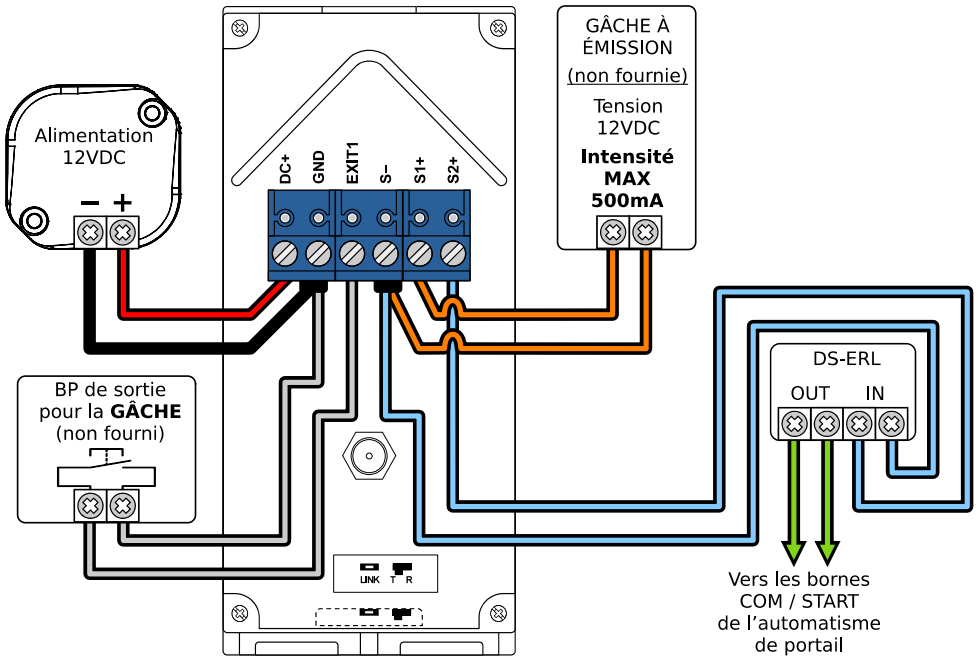 Alimentation
12VDC
− +
DC+
GND
EXIT1
S−
S1+
S2+
GÂCHE À
ÉMISSION
(non fournie)
Tension
12VDC
Intensité
MAX
500mA
BP de sortie
pour la GÂCHE
(non fourni)
DS-ERL
OUT IN
LINK T R
Vers les bornes
COM / START
de l’automatisme
de portail